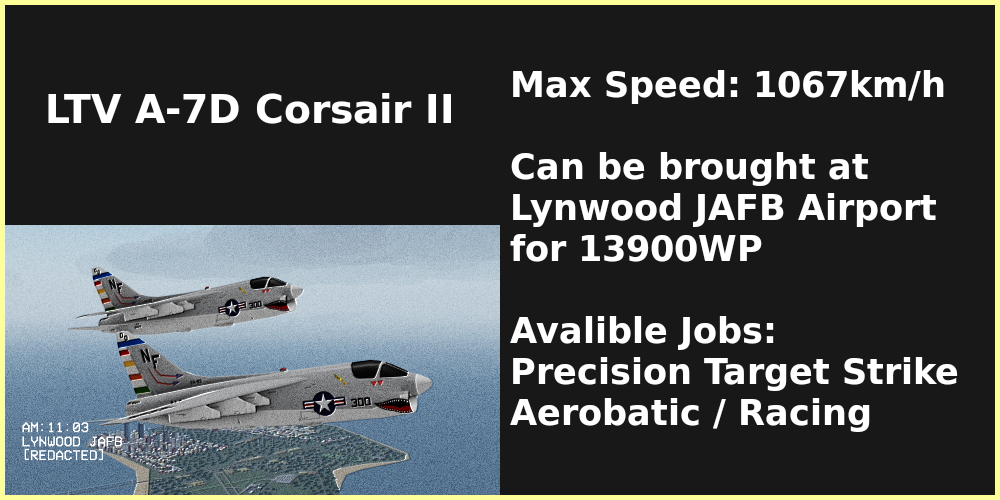 LTV A-7D Corsair II
Max Speed: 1067km/h
Can be brought at
Lynwood JAFB Airport
for 13900WP
Avalible Jobs:
Precision Target Strike
Aerobatic / Racing
NF
300
NF
300
AM:11:03
LYNWOOD JAFB
[REDACTED]